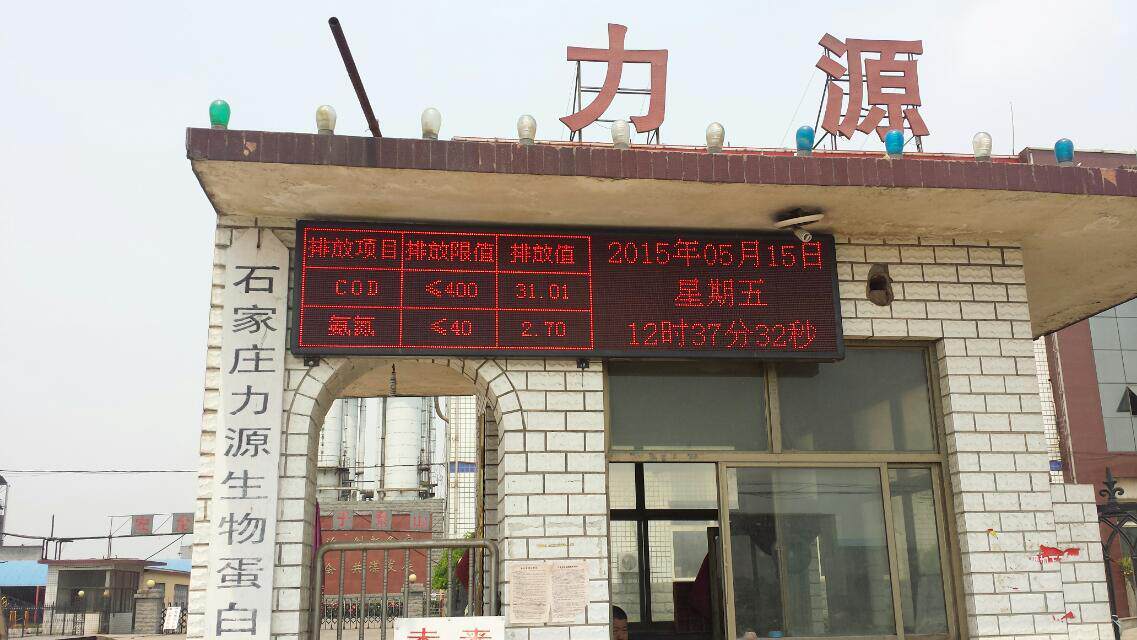 力源
排放项目 排放限值 排放值
COD ≤400 31.01
氨氮 ≤40 2.70
2015年05月15日
星期五
12时37分32秒
石家庄力源生物蛋白